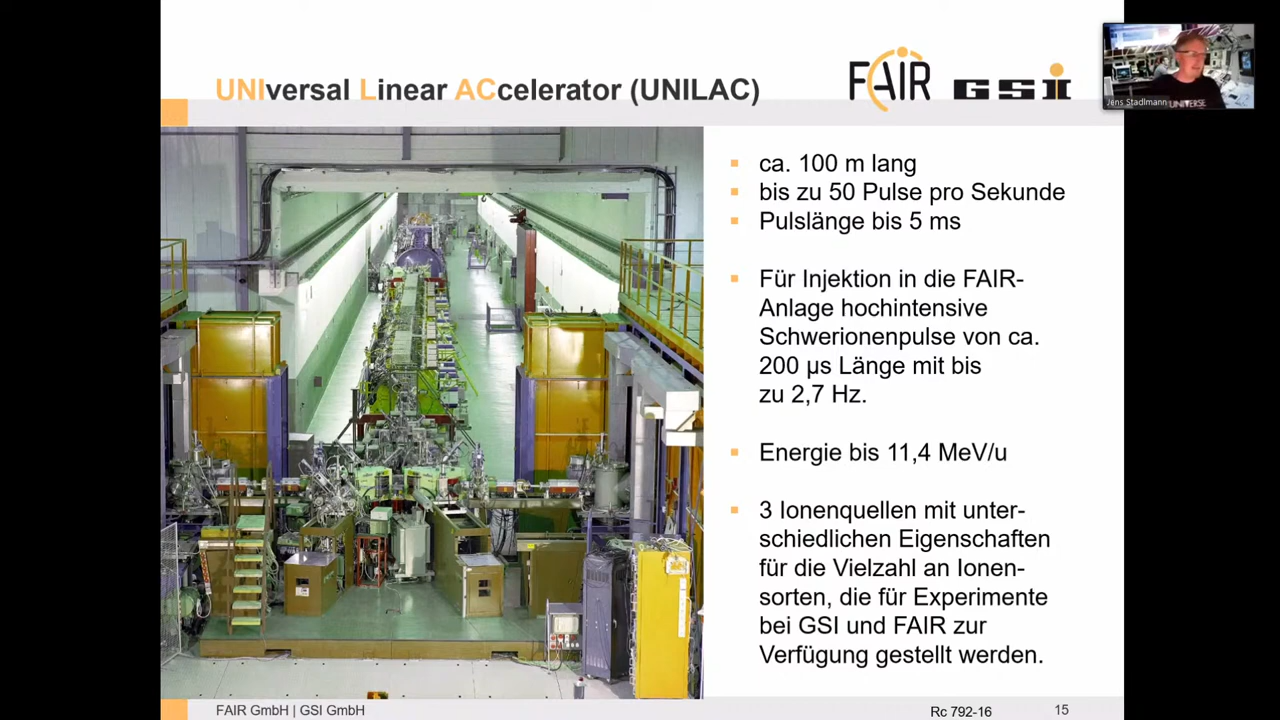 UNIversal Linear ACcelerator (UNILAC)
FAIR GSI
Jens Stadlmann
UNIVERSE
ca. 100 m lang
bis zu 50 Pulse pro Sekunde
Pulslänge bis 5 ms
Für Injektion in die FAIR-
Anlage hochintensive
Schwerionenpulse von ca.
200 µs Länge mit bis
zu 2,7 Hz.
Energie bis 11,4 MeV/u
3 Ionenquellen mit unter-
schiedlichen Eigenschaften
für die Vielzahl an Ionen-
sorten, die für Experimente
bei GSI und FAIR zur
Verfügung gestellt werden.
FAIR GmbH | GSI GmbH
Rc 792-16
15